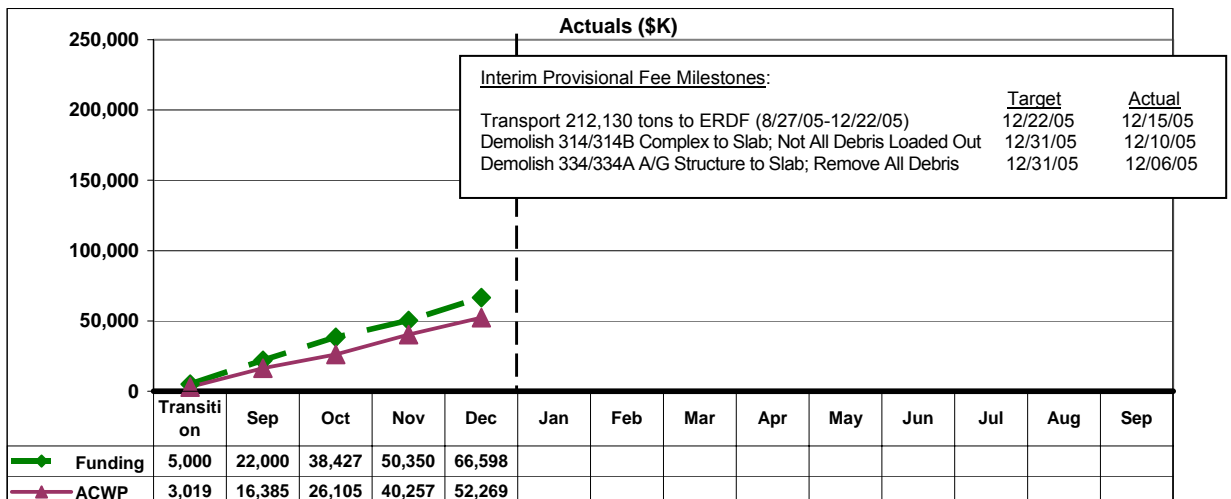 Actuals ($K)
250,000
200,000
150,000
100,000
50,000
0
Interim Provisional Fee Milestones:
Target Actual
Transport 212,130 tons to ERDF (8/27/05-12/22/05) 12/22/05 12/15/05
Demolish 314/314B Complex to Slab; Not All Debris Loaded Out 12/31/05 12/10/05
Demolish 334/334A A/G Structure to Slab; Remove All Debris 12/31/05 12/06/05
Transiti
on Sep Oct Nov Dec Jan Feb Mar Apr May Jun Jul Aug Sep
Funding 5,000 22,000 38,427 50,350 66,598
ACWP 3,019 16,385 26,105 40,257 52,269